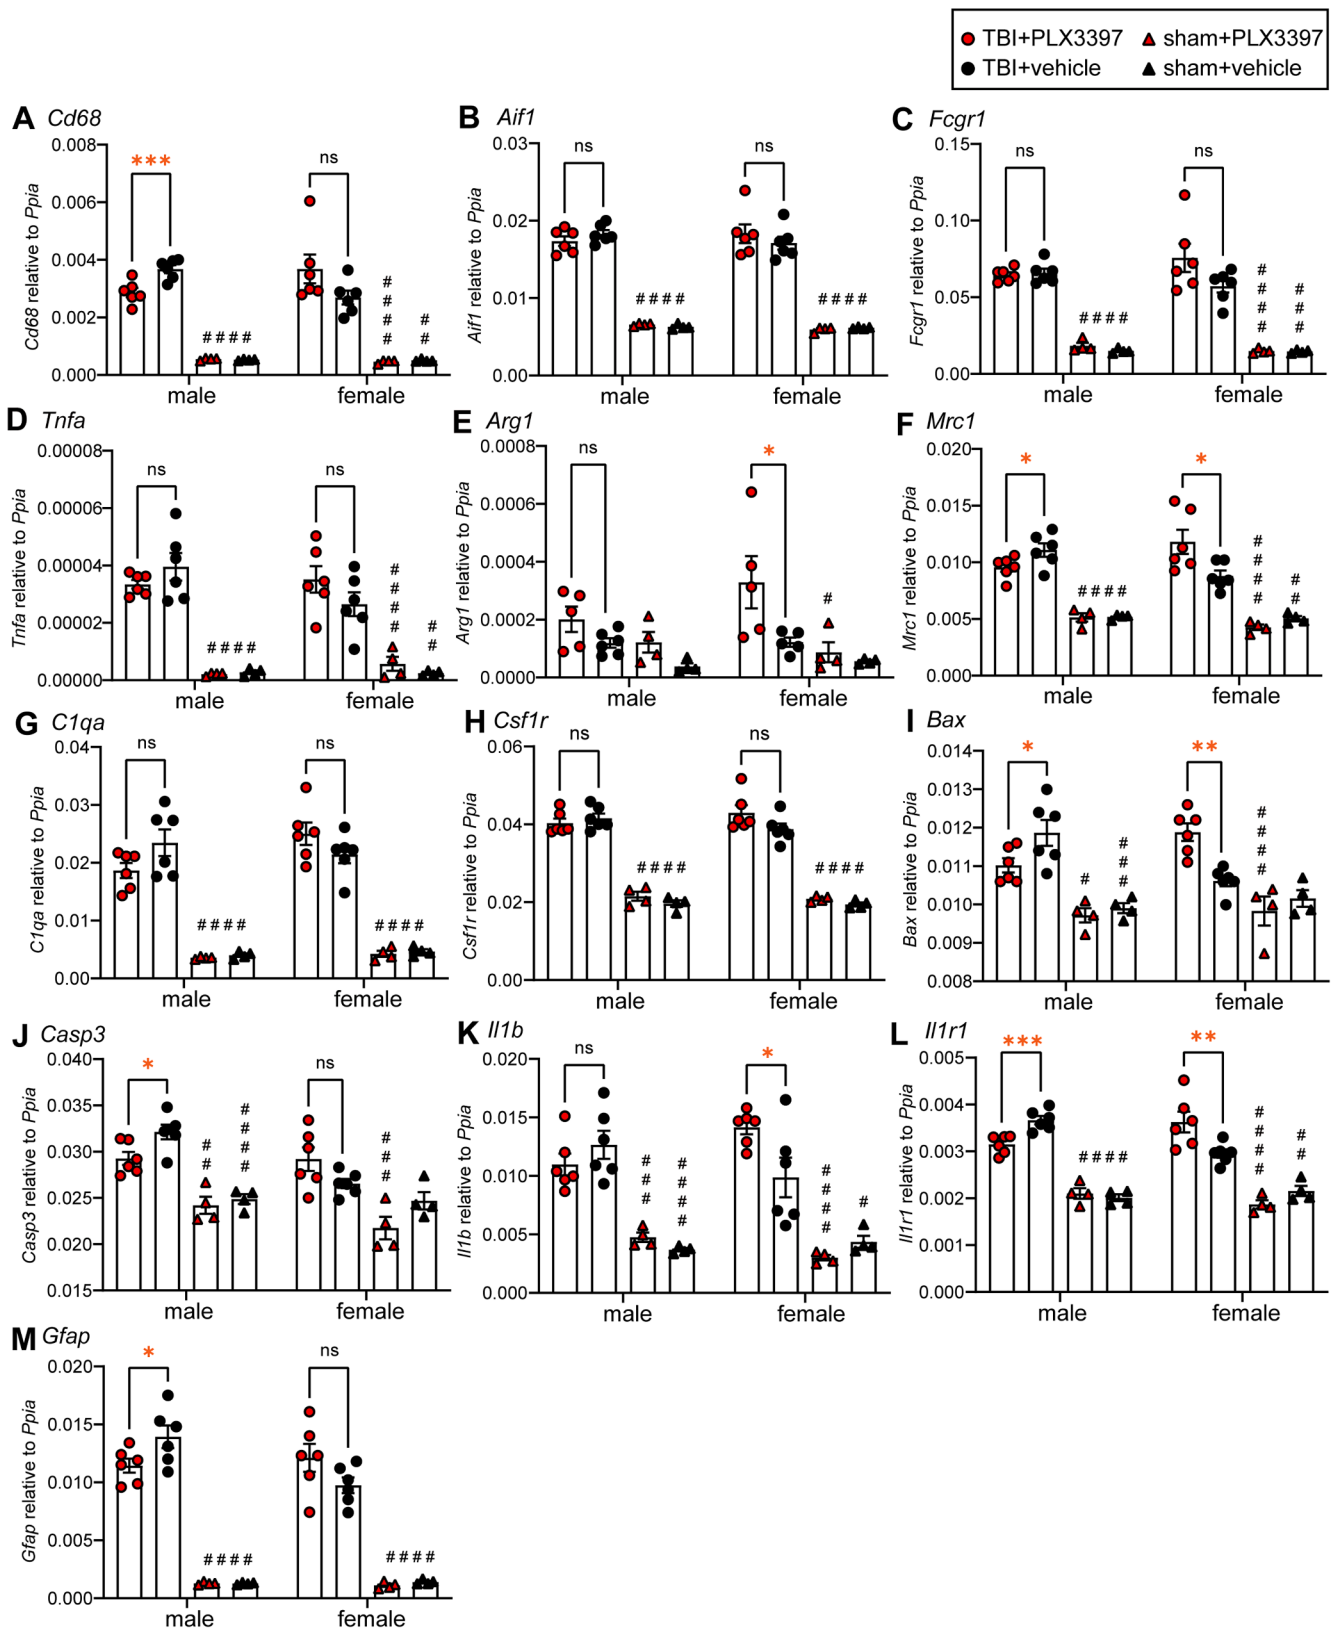 TBI+PLX3397 sham+PLX3397
TBI+vehicle sham+vehicle
A Cd68
Cd68 relative to Ppia
0.008
0.006
0.004
0.002
0.000
***
ns
####
####
##
male female
B Aif1
Aif1 relative to Ppia
0.03
0.02
0.01
0.00
ns
ns
####
####
male female
C Fcgr1
Fcgr1 relative to Ppia
0.15
0.10
0.05
0.00
ns
ns
####
####
###
male female
D Tnfa
Tnfa relative to Ppia
0.00008
0.00006
0.00004
0.00002
0.00000
ns
ns
####
####
##
male female
E Arg1
Arg1 relative to Ppia
0.0008
0.0006
0.0004
0.0002
0.0000
ns
*
#
male female
F Mrc1
Mrc1 relative to Ppia
0.020
0.015
0.010
0.005
0.000
*
*
####
####
##
male female
G C1qa
C1qa relative to Ppia
0.04
0.03
0.02
0.01
0.00
ns
ns
####
####
male female
H Csf1r
Csf1r relative to Ppia
0.06
0.04
0.02
0.00
ns
ns
####
####
male female
I Bax
Bax relative to Ppia
0.014
0.012
0.011
0.010
0.009
0.008
*
**
#
###
####
male female
J Casp3
Casp3 relative to Ppia
0.040
0.035
0.030
0.025
0.020
0.015
*
ns
##
####
###
male female
K Il1b
Il1b relative to Ppia
0.020
0.015
0.010
0.005
0.000
ns
*
###
####
####
#
male female
L Il1r1
Il1r1 relative to Ppia
0.005
0.004
0.003
0.002
0.001
0.000
***
**
####
####
##
male female
M Gfap
Gfap relative to Ppia
0.020
0.015
0.010
0.005
0.000
*
ns
####
####
male female